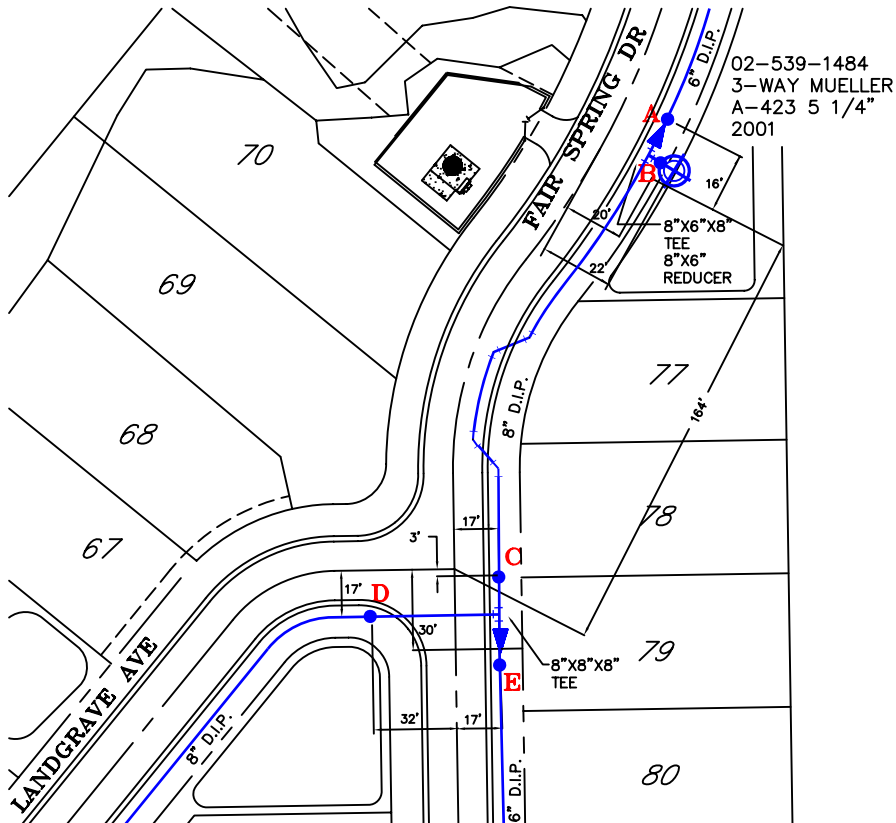 6" D.I.P.
02-539-1484
3-WAY MUELLER
A-423 5 1/4"
2001
A
B
FAIR SPRING DR
70
16'
20'
8"X6"X8"
TEE
8"X6"
REDUCER
22'
69
77
164'
8" D.I.P.
68
78
17'
3'
67
C
17'
D
30'
79
8"X8"X8"
TEE
E
LANDGRAVE AVE
8" D.I.P.
32'
17'
80
6" D.I.P.